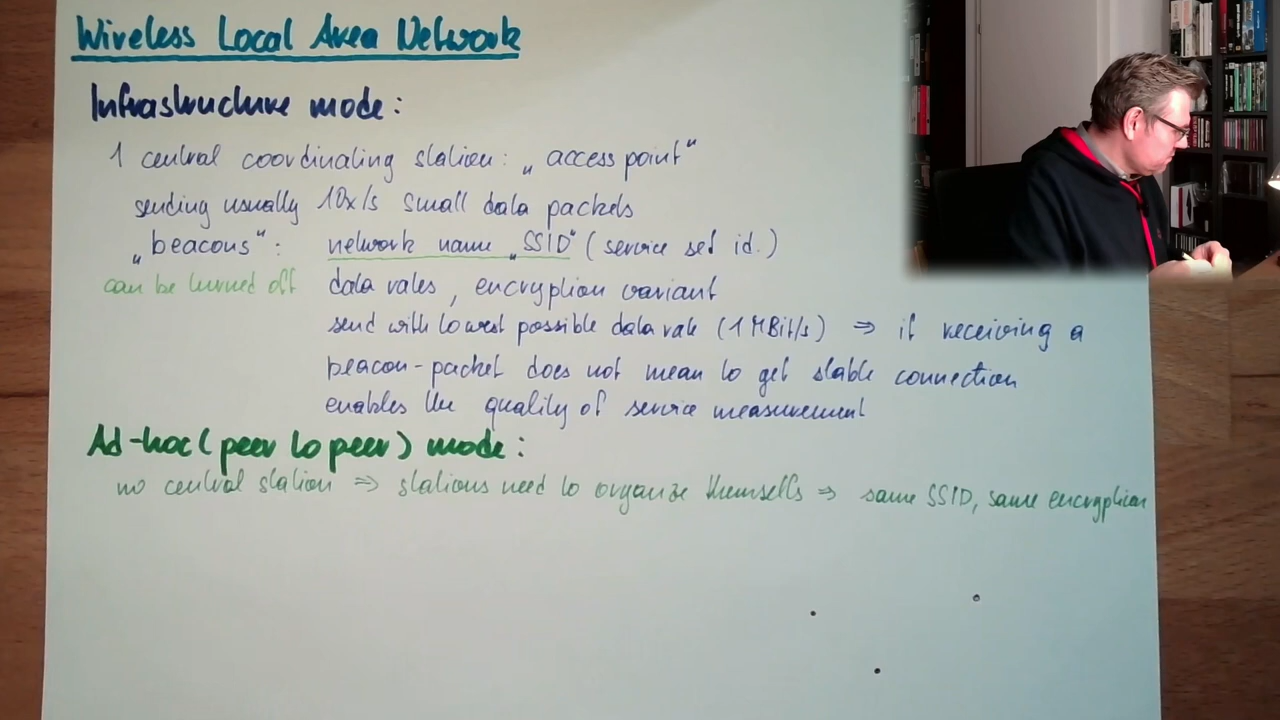 Wireless Local Area Network
Infrastructure mode:
1 central coordinating station: „access point“
sending usually 10x/s small data packets
„beacons“: network name „SSID“ (service set id.)
can be turned off data rates, encryption variant
send with lowest possible data rate (1 MBit/s) ⇒ if receiving a
beacon-packet does not mean to get stable connection
enables the quality of service measurement
Ad-hoc (peer to peer) mode:
no central station ⇒ stations need to organize themsells ⇒ same SSID, same encryption